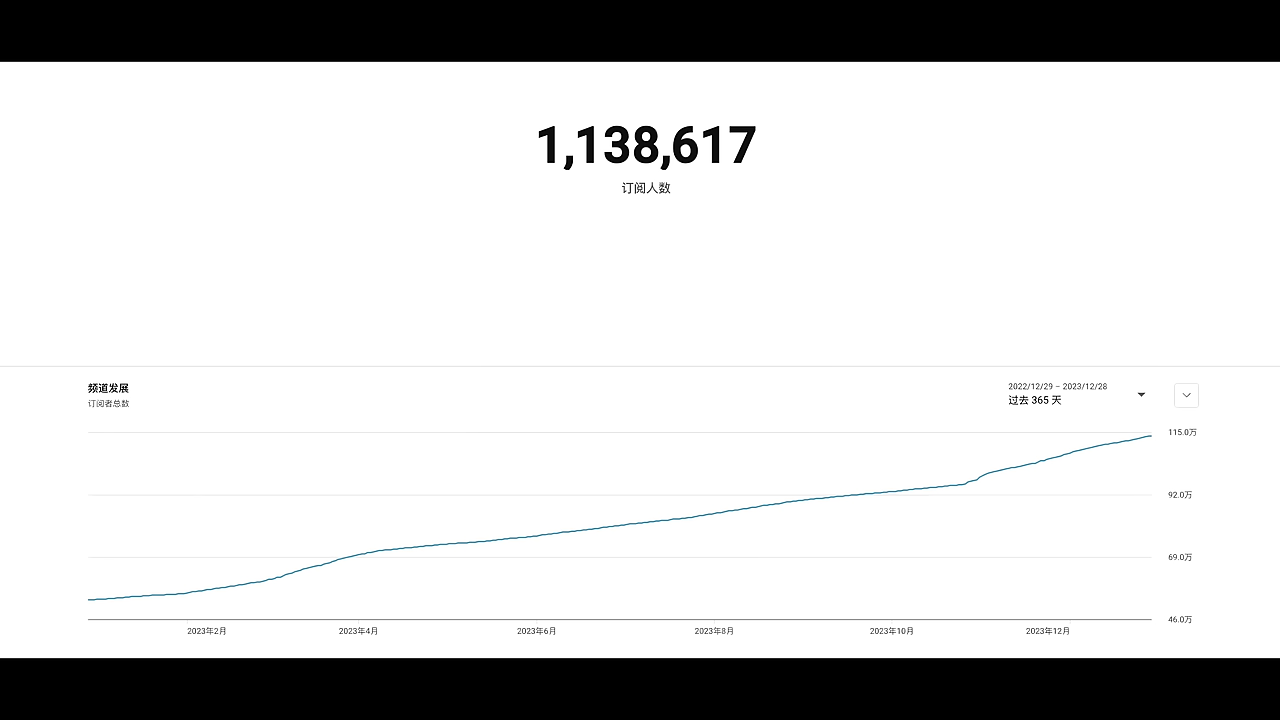 1,138,617
订阅人数
频道发展
订阅者总数
2022/12/29 – 2023/12/28
过去 365 天
115.0万
92.0万
69.0万
46.0万
2023年2月
2023年4月
2023年6月
2023年8月
2023年10月
2023年12月